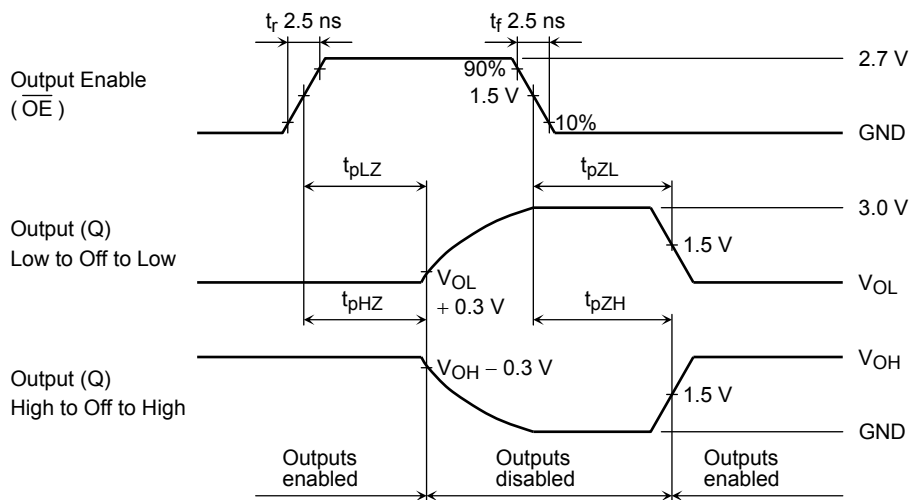 tr 2.5 ns
tf 2.5 ns
Output Enable
( OE )
90%
1.5 V
10%
2.7 V
GND
tpLZ
tpZL
Output (Q)
Low to Off to Low
3.0 V
1.5 V
VOL
+ 0.3 V
VOL
tpHZ
tpZH
Output (Q)
High to Off to High
VOH − 0.3 V
VOH
1.5 V
GND
Outputs
enabled
Outputs
disabled
Outputs
enabled